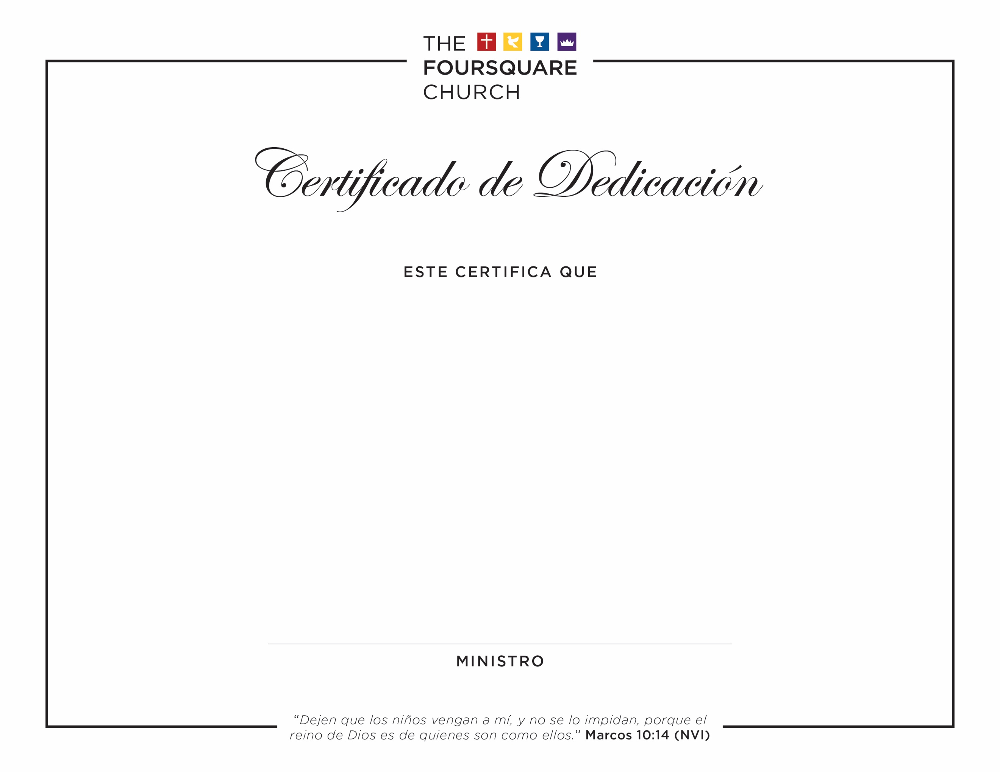 THE
FOURSQUARE
CHURCH
Certificado de Dedicación
ESTE CERTIFICA QUE
MINISTRO
“Dejen que los niños vengan a mí, y no se lo impidan, porque el
reino de Dios es de quienes son como ellos.” Marcos 10:14 (NVI)